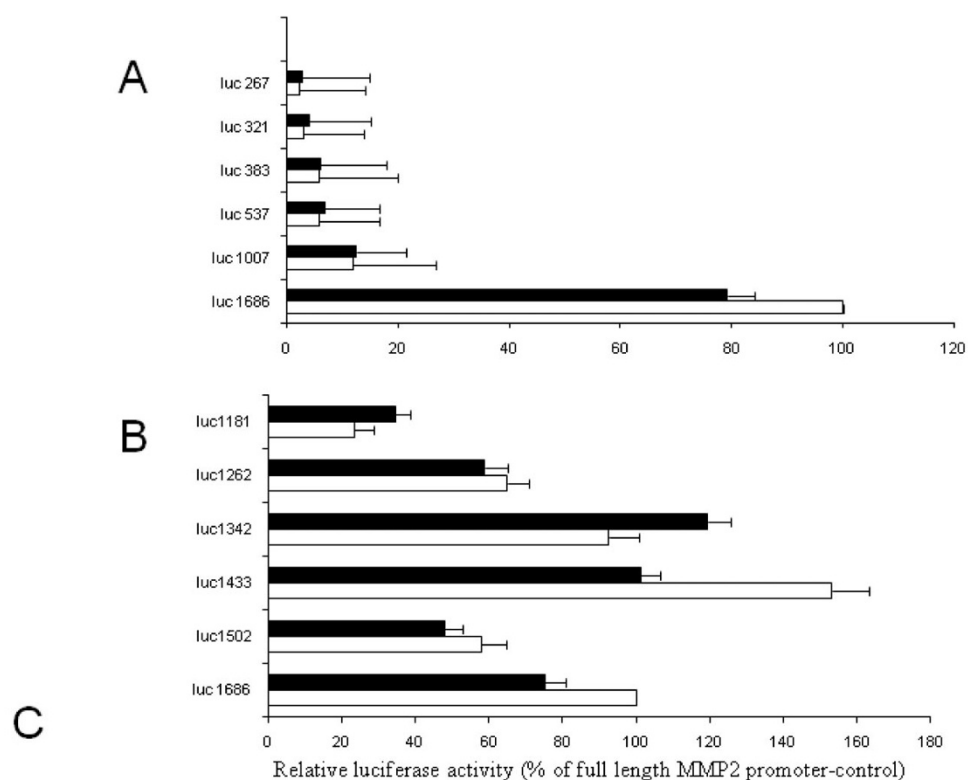 A
luc 267
luc 321
luc 383
luc 537
luc 1007
luc 1686
0 20 40 60 80 100 120
B
luc1181
luc1262
luc1342
luc1433
luc1502
luc 1686
C
0 20 40 60 80 100 120 140 160 180
Relative luciferase activity (% of full length MMP2 promoter-control)